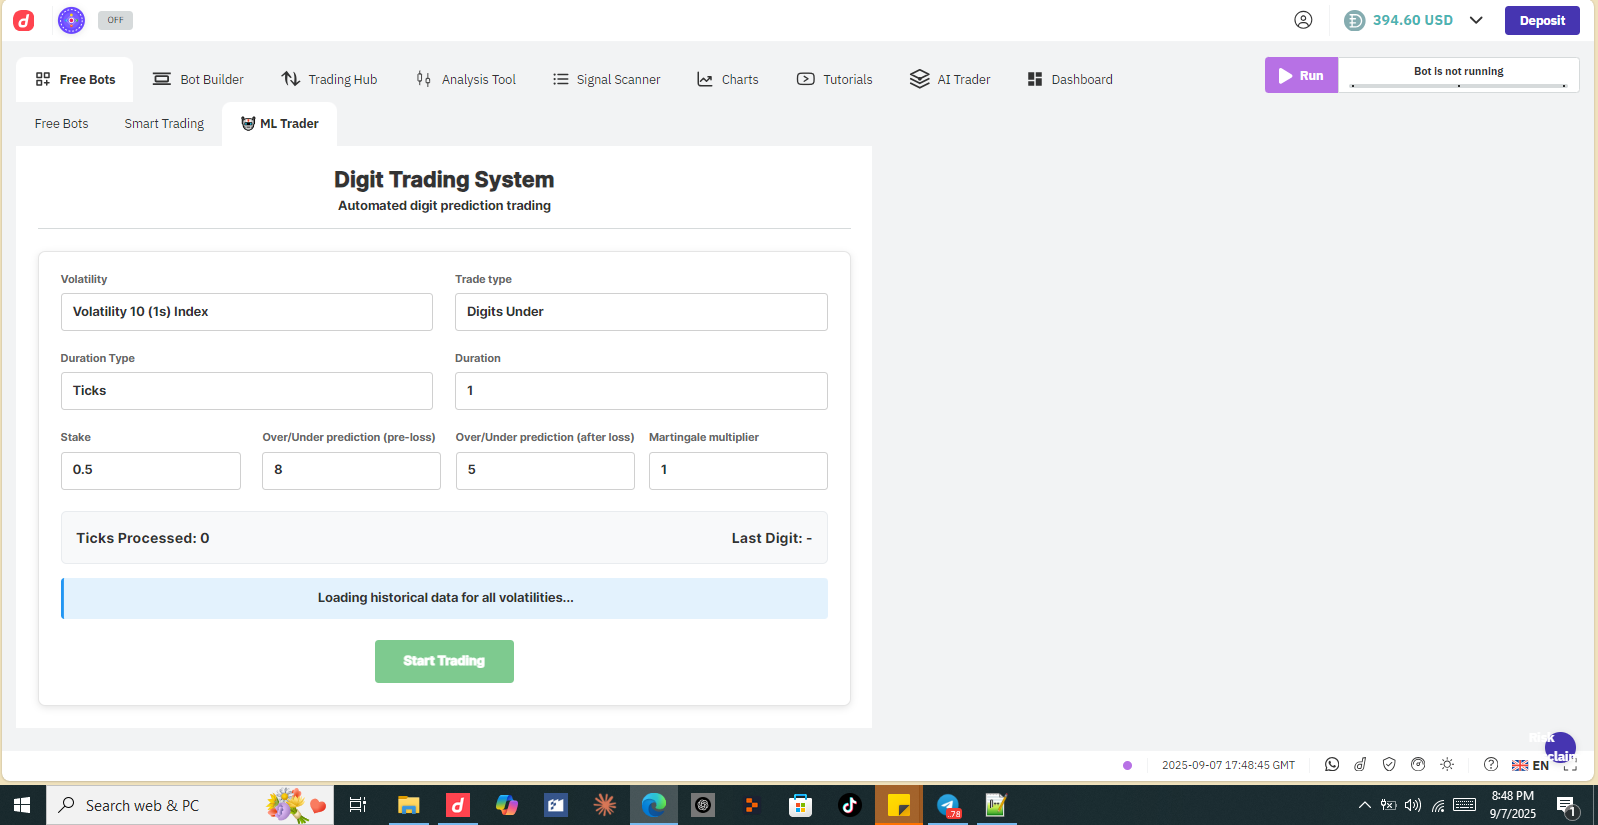 OFF
394.60 USD
Deposit
Free Bots
Bot Builder
Trading Hub
Analysis Tool
Signal Scanner
Charts
Tutorials
AI Trader
Dashboard
Run
Bot is not running
Free Bots
Smart Trading
ML Trader
Digit Trading System
Automated digit prediction trading
Volatility
Trade type
Volatility 10 (1s) Index
Digits Under
Duration Type
Duration
Ticks
1
Stake
Over/Under prediction (pre-loss)
Over/Under prediction (after loss)
Martingale multiplier
0.5
8
5
1
Ticks Processed: 0
Last Digit: -
Loading historical data for all volatilities...
Start Trading
Risk
2025-09-07 17:48:45 GMT
EN
Search web & PC
78
8:48 PM
9/7/2025
1